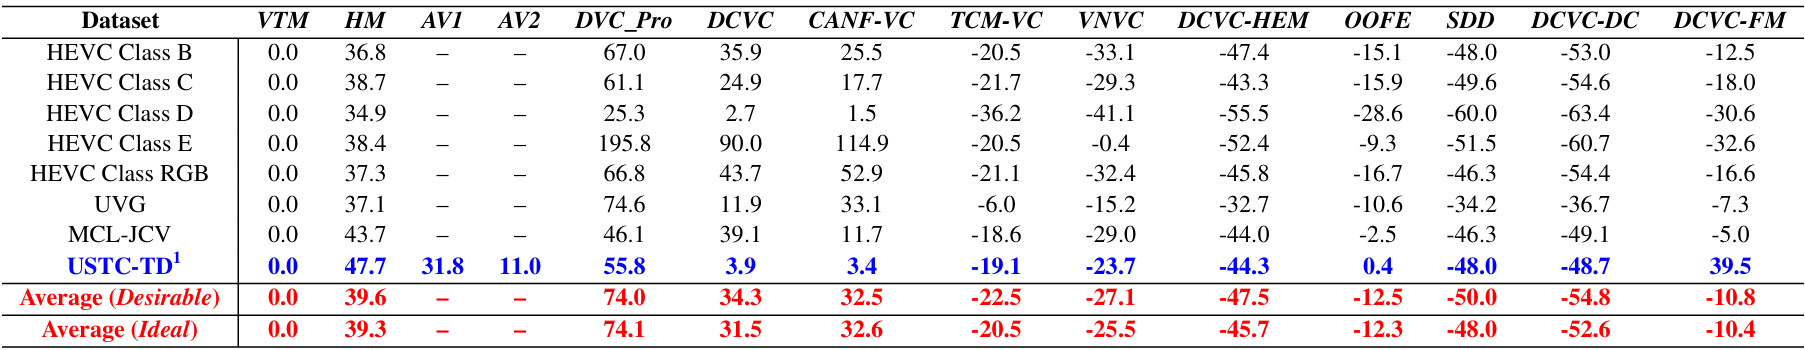 Dataset VTM HM AV1 AV2 DVC_Pro DCVC CANF-VC TCM-VC VNVC DCVC-HEM OOFE SDD DCVC-DC DCVC-FM
HEVC Class B 0.0 36.8 – – 67.0 35.9 25.5 -20.5 -33.1 -47.4 -15.1 -48.0 -53.0 -12.5
HEVC Class C 0.0 38.7 – – 61.1 24.9 17.7 -21.7 -29.3 -43.3 -15.9 -49.6 -54.6 -18.0
HEVC Class D 0.0 34.9 – – 25.3 2.7 1.5 -36.2 -41.1 -55.5 -28.6 -60.0 -63.4 -30.6
HEVC Class E 0.0 38.4 – – 195.8 90.0 114.9 -20.5 -0.4 -52.4 -9.3 -51.5 -60.7 -32.6
HEVC Class RGB 0.0 37.3 – – 66.8 43.7 52.9 -21.1 -32.4 -45.8 -16.7 -46.3 -54.4 -16.6
UVG 0.0 37.1 – – 74.6 11.9 33.1 -6.0 -15.2 -32.7 -10.6 -34.2 -36.7 -7.3
MCL-JCV 0.0 43.7 – – 46.1 39.1 11.7 -18.6 -29.0 -44.0 -2.5 -46.3 -49.1 -5.0
USTC-TD¹ 0.0 47.7 31.8 11.0 55.8 3.9 3.4 -19.1 -23.7 -44.3 0.4 -48.0 -48.7 39.5
Average (Desirable) 0.0 39.6 – – 74.0 34.3 32.5 -22.5 -27.1 -47.5 -12.5 -50.0 -54.8 -10.8
Average (Ideal) 0.0 39.3 – – 74.1 31.5 32.6 -20.5 -25.5 -45.7 -12.3 -48.0 -52.6 -10.4